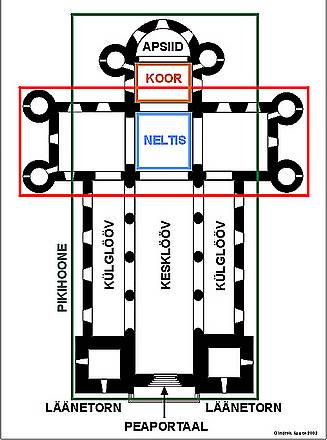 APSIID
KOOR
NELTIS
PIKIHOONE
KÜLGLÖÖV
KESKLÖÖV
KÜLGLÖÖV
LÄÄNETORN
LÄÄNETORN
PEAPORTAAL